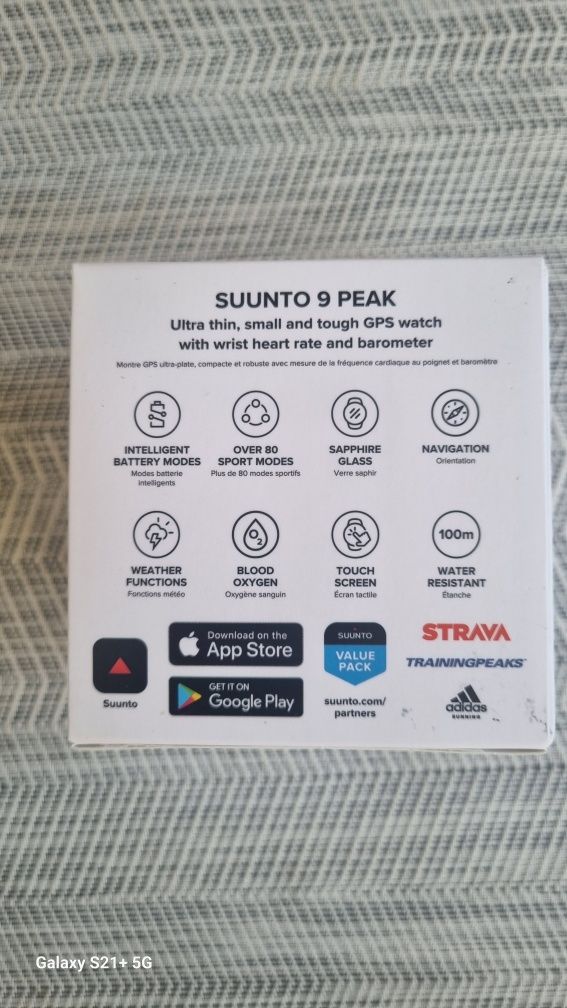 SUUNTO 9 PEAK
Ultra thin, small and tough GPS watch
with wrist heart rate and barometer
Montre GPS ultra-plate, compacte et robuste avec mesure de la fréquence cardiaque au poignet et baromètre
INTELLIGENT
BATTERY MODES
Modes batterie
intelligents
OVER 80
SPORT MODES
Plus de 80 modes sportifs
SAPPHIRE
GLASS
Verre saphir
NAVIGATION
Orientation
WEATHER
FUNCTIONS
Fonctions météo
O2
BLOOD
OXYGEN
Oxygène sanguin
TOUCH
SCREEN
Écran tactile
100m
WATER
RESISTANT
Étanche
Suunto
Download on the
App Store
GET IT ON
Google Play
SUUNTO
VALUE
PACK
suunto.com/
partners
STRAVA
TRAININGPEAKS
adidas
RUNNING
Galaxy S21+ 5G